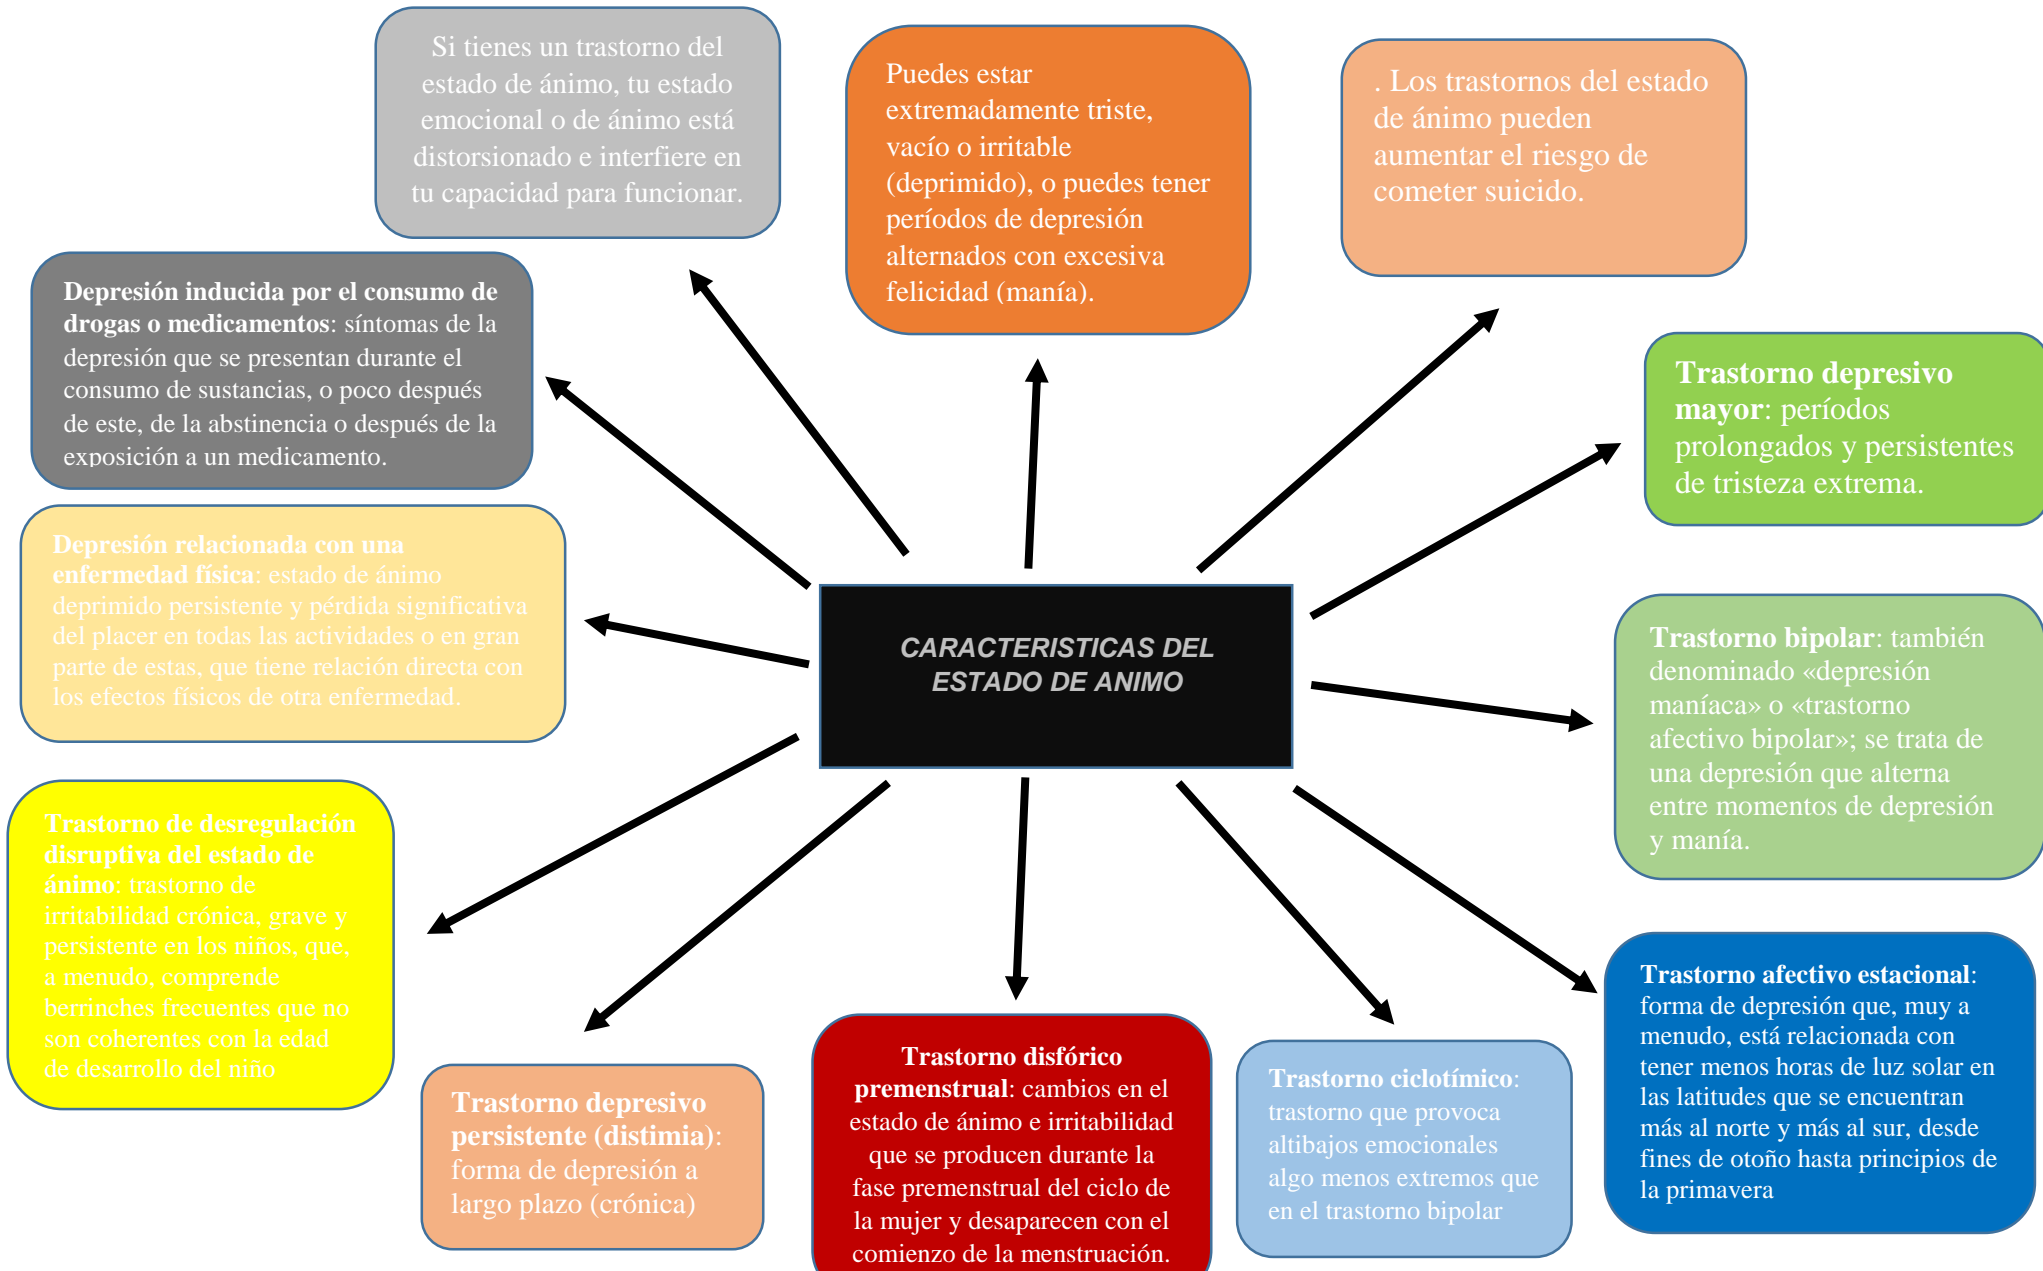 Si tienes un trastorno del
estado de ánimo, tu estado
emocional o de ánimo está
distorsionado e interfiere en
tu capacidad para funcionar.
Puedes estar
extremadamente triste,
vacío o irritable
(deprimido), o puedes tener
períodos de depresión
alternados con excesiva
felicidad (manía).
. Los trastornos del estado
de ánimo pueden
aumentar el riesgo de
cometer suicido.
Depresión inducida por el consumo de
drogas o medicamentos: síntomas de la
depresión que se presentan durante el
consumo de sustancias, o poco después
de este, de la abstinencia o después de la
exposición a un medicamento.
Trastorno depresivo
mayor: períodos
prolongados y persistentes
de tristeza extrema.
Depresión relacionada con una
enfermedad física: estado de ánimo
deprimido persistente y pérdida significativa
del placer en todas las actividades o en gran
parte de estas, que tiene relación directa con
los efectos físicos de otra enfermedad.
CARACTERISTICAS DEL
ESTADO DE ANIMO
Trastorno bipolar: también
denominado «depresión
maníaca» o «trastorno
afectivo bipolar»; se trata de
una depresión que alterna
entre momentos de depresión
y manía.
Trastorno de desregulación
disruptiva del estado de
ánimo: trastorno de
irritabilidad crónica, grave y
persistente en los niños, que,
a menudo, comprende
berrinches frecuentes que no
son coherentes con la edad
de desarrollo del niño
Trastorno depresivo
persistente (distimia):
forma de depresión a
largo plazo (crónica)
Trastorno disfórico
premenstrual: cambios en el
estado de ánimo e irritabilidad
que se producen durante la
fase premenstrual del ciclo de
la mujer y desaparecen con el
comienzo de la menstruación.
Trastorno ciclotímico:
trastorno que provoca
altibajos emocionales
algo menos extremos que
en el trastorno bipolar
Trastorno afectivo estacional:
forma de depresión que, muy a
menudo, está relacionada con
tener menos horas de luz solar en
las latitudes que se encuentran
más al norte y más al sur, desde
fines de otoño hasta principios de
la primavera